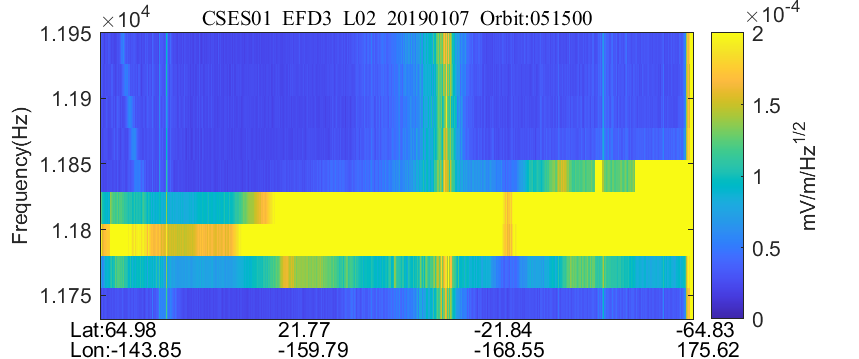 CSES01 EFD3 L02 20190107 Orbit:051500
×10⁴
×10⁻⁴
1.195
1.19
1.185
1.18
1.175
Frequency(Hz)
2
1.5
1
0.5
0
mV/m/Hz^1/2
Lat:64.98 21.77 -21.84 -64.83
Lon:-143.85 -159.79 -168.55 175.62